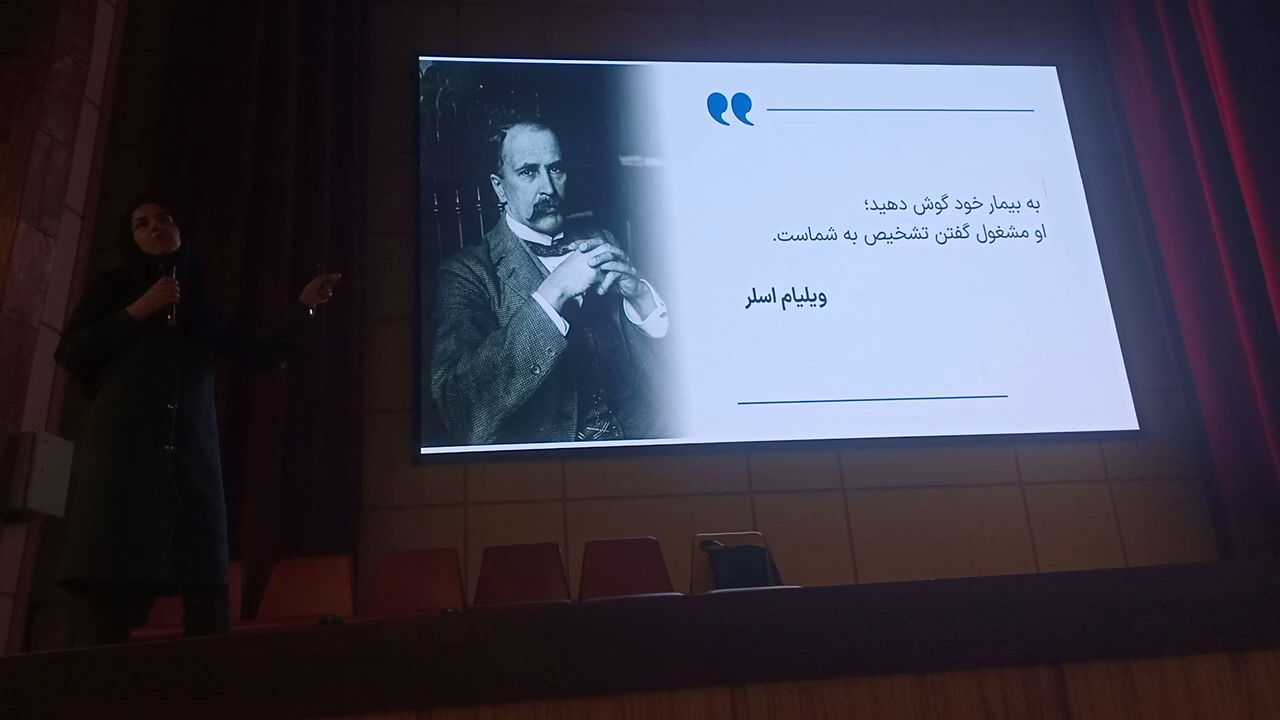 به بیمار خود گوش دهید؛
او مشغول گفتن تشخیص به شماست.
ویلیام اسلر